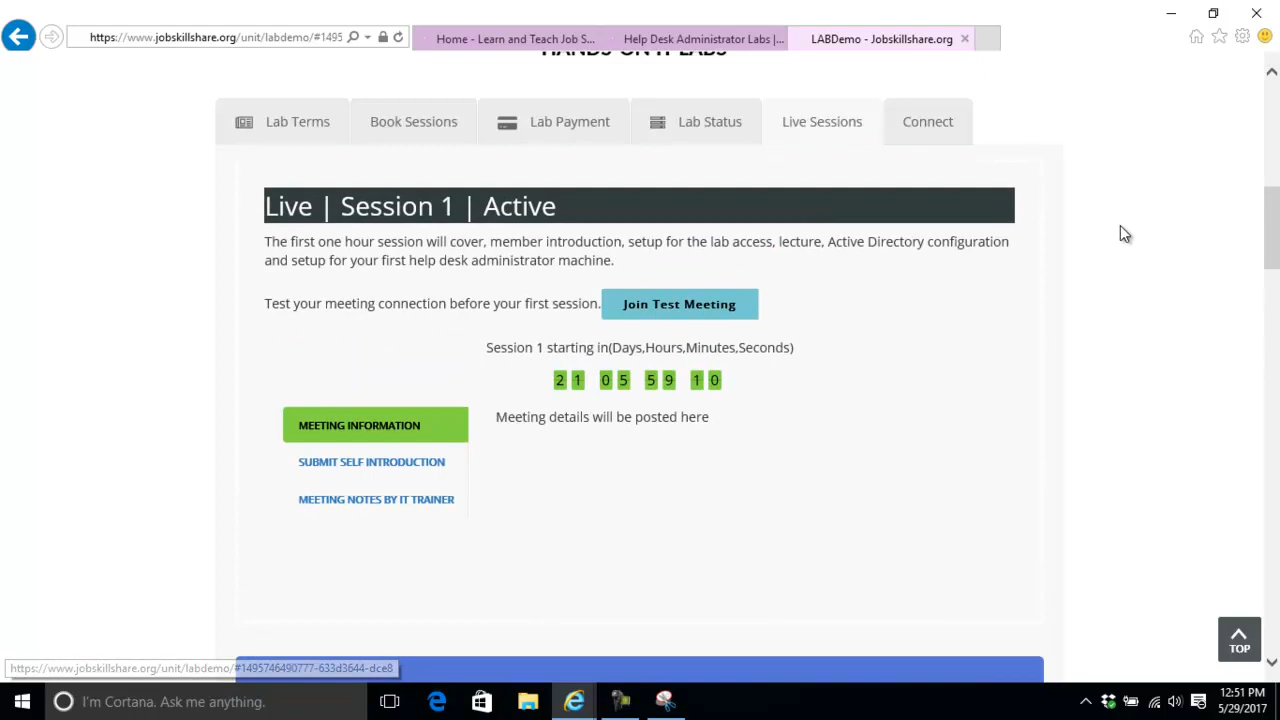 https://www.jobskillshare.org/unit/labdemo/#1495
Home - Learn and Teach Job S...
Help Desk Administrator Labs |...
LABDemo - Jobskillshare.org
HANDS-ON IT LABS
Lab Terms
Book Sessions
Lab Payment
Lab Status
Live Sessions
Connect
Live | Session 1 | Active
The first one hour session will cover, member introduction, setup for the lab access, lecture, Active Directory configuration
and setup for your first help desk administrator machine.
Test your meeting connection before your first session. Join Test Meeting
Session 1 starting in(Days,Hours,Minutes,Seconds)
2 1 0 5 5 9 1 0
MEETING INFORMATION
Meeting details will be posted here
SUBMIT SELF INTRODUCTION
MEETING NOTES BY IT TRAINER
TOP
https://www.jobskillshare.org/unit/labdemo/#1495746490777-633d3644-dce8
I'm Cortana. Ask me anything.
12:51 PM
5/29/2017